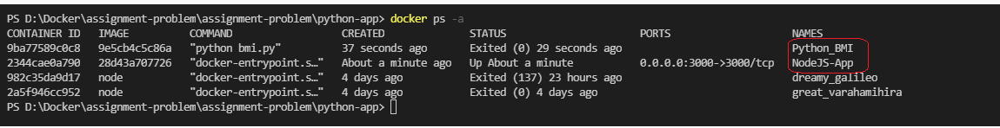 PS D:\Docker\assignment-problem\assignment-problem\python-app> docker ps -a
CONTAINER ID IMAGE COMMAND CREATED STATUS PORTS NAMES
9ba77589c0c8 9e5cb4c5c86a "python bmi.py" 37 seconds ago Exited (0) 29 seconds ago Python_BMI
2344cae0a790 28d43a707726 "docker-entrypoint.s…" About a minute ago Up About a minute 0.0.0.0:3000->3000/tcp NodeJS-App
982c35da9d17 node "docker-entrypoint.s…" 4 days ago Exited (137) 23 hours ago dreamy_galileo
2a5f946cc952 node "docker-entrypoint.s…" 4 days ago Exited (0) 4 days ago great_varahamihira
PS D:\Docker\assignment-problem\assignment-problem\python-app>